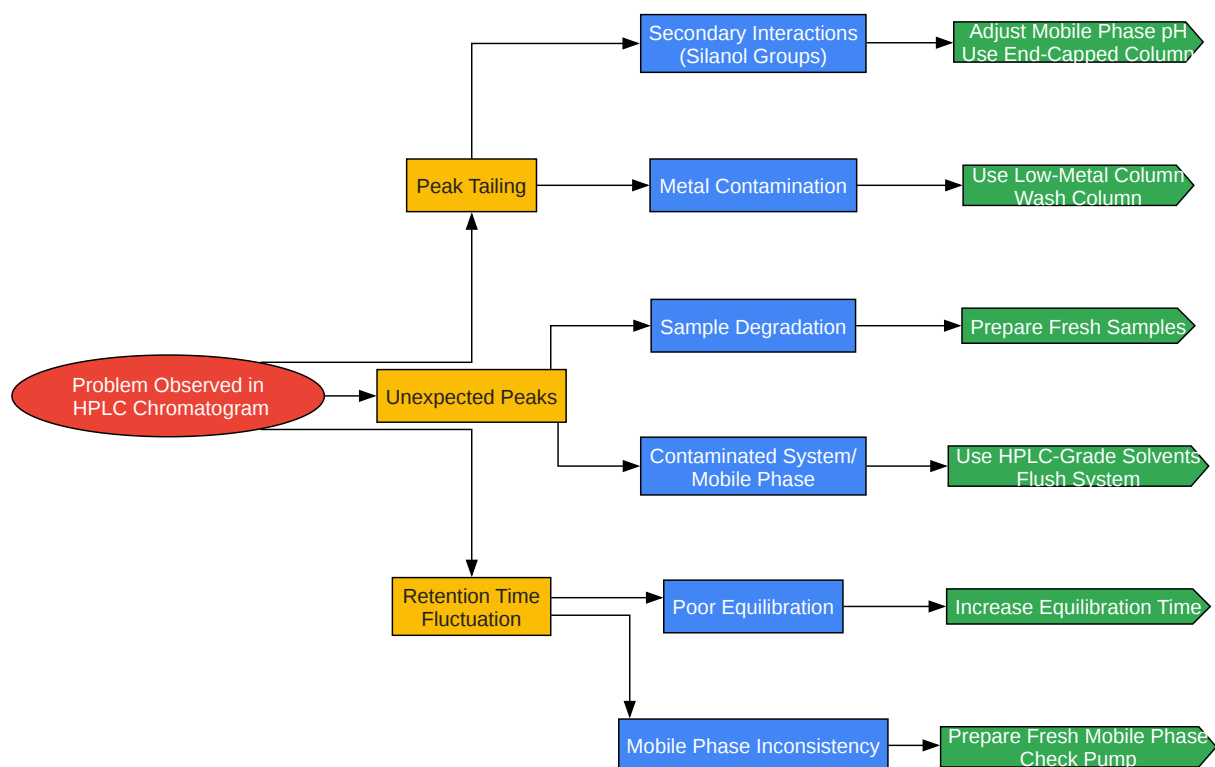 Secondary Interactions
(Silanol Groups)
Adjust Mobile Phase pH
Use End-Capped Column
Peak Tailing
Metal Contamination
Use Low-Metal Column
Wash Column
Sample Degradation
Prepare Fresh Samples
Problem Observed in
HPLC Chromatogram
Unexpected Peaks
Contaminated System/
Mobile Phase
Use HPLC-Grade Solvents
Flush System
Retention Time
Fluctuation
Poor Equilibration
Increase Equilibration Time
Mobile Phase Inconsistency
Prepare Fresh Mobile Phase
Check Pump